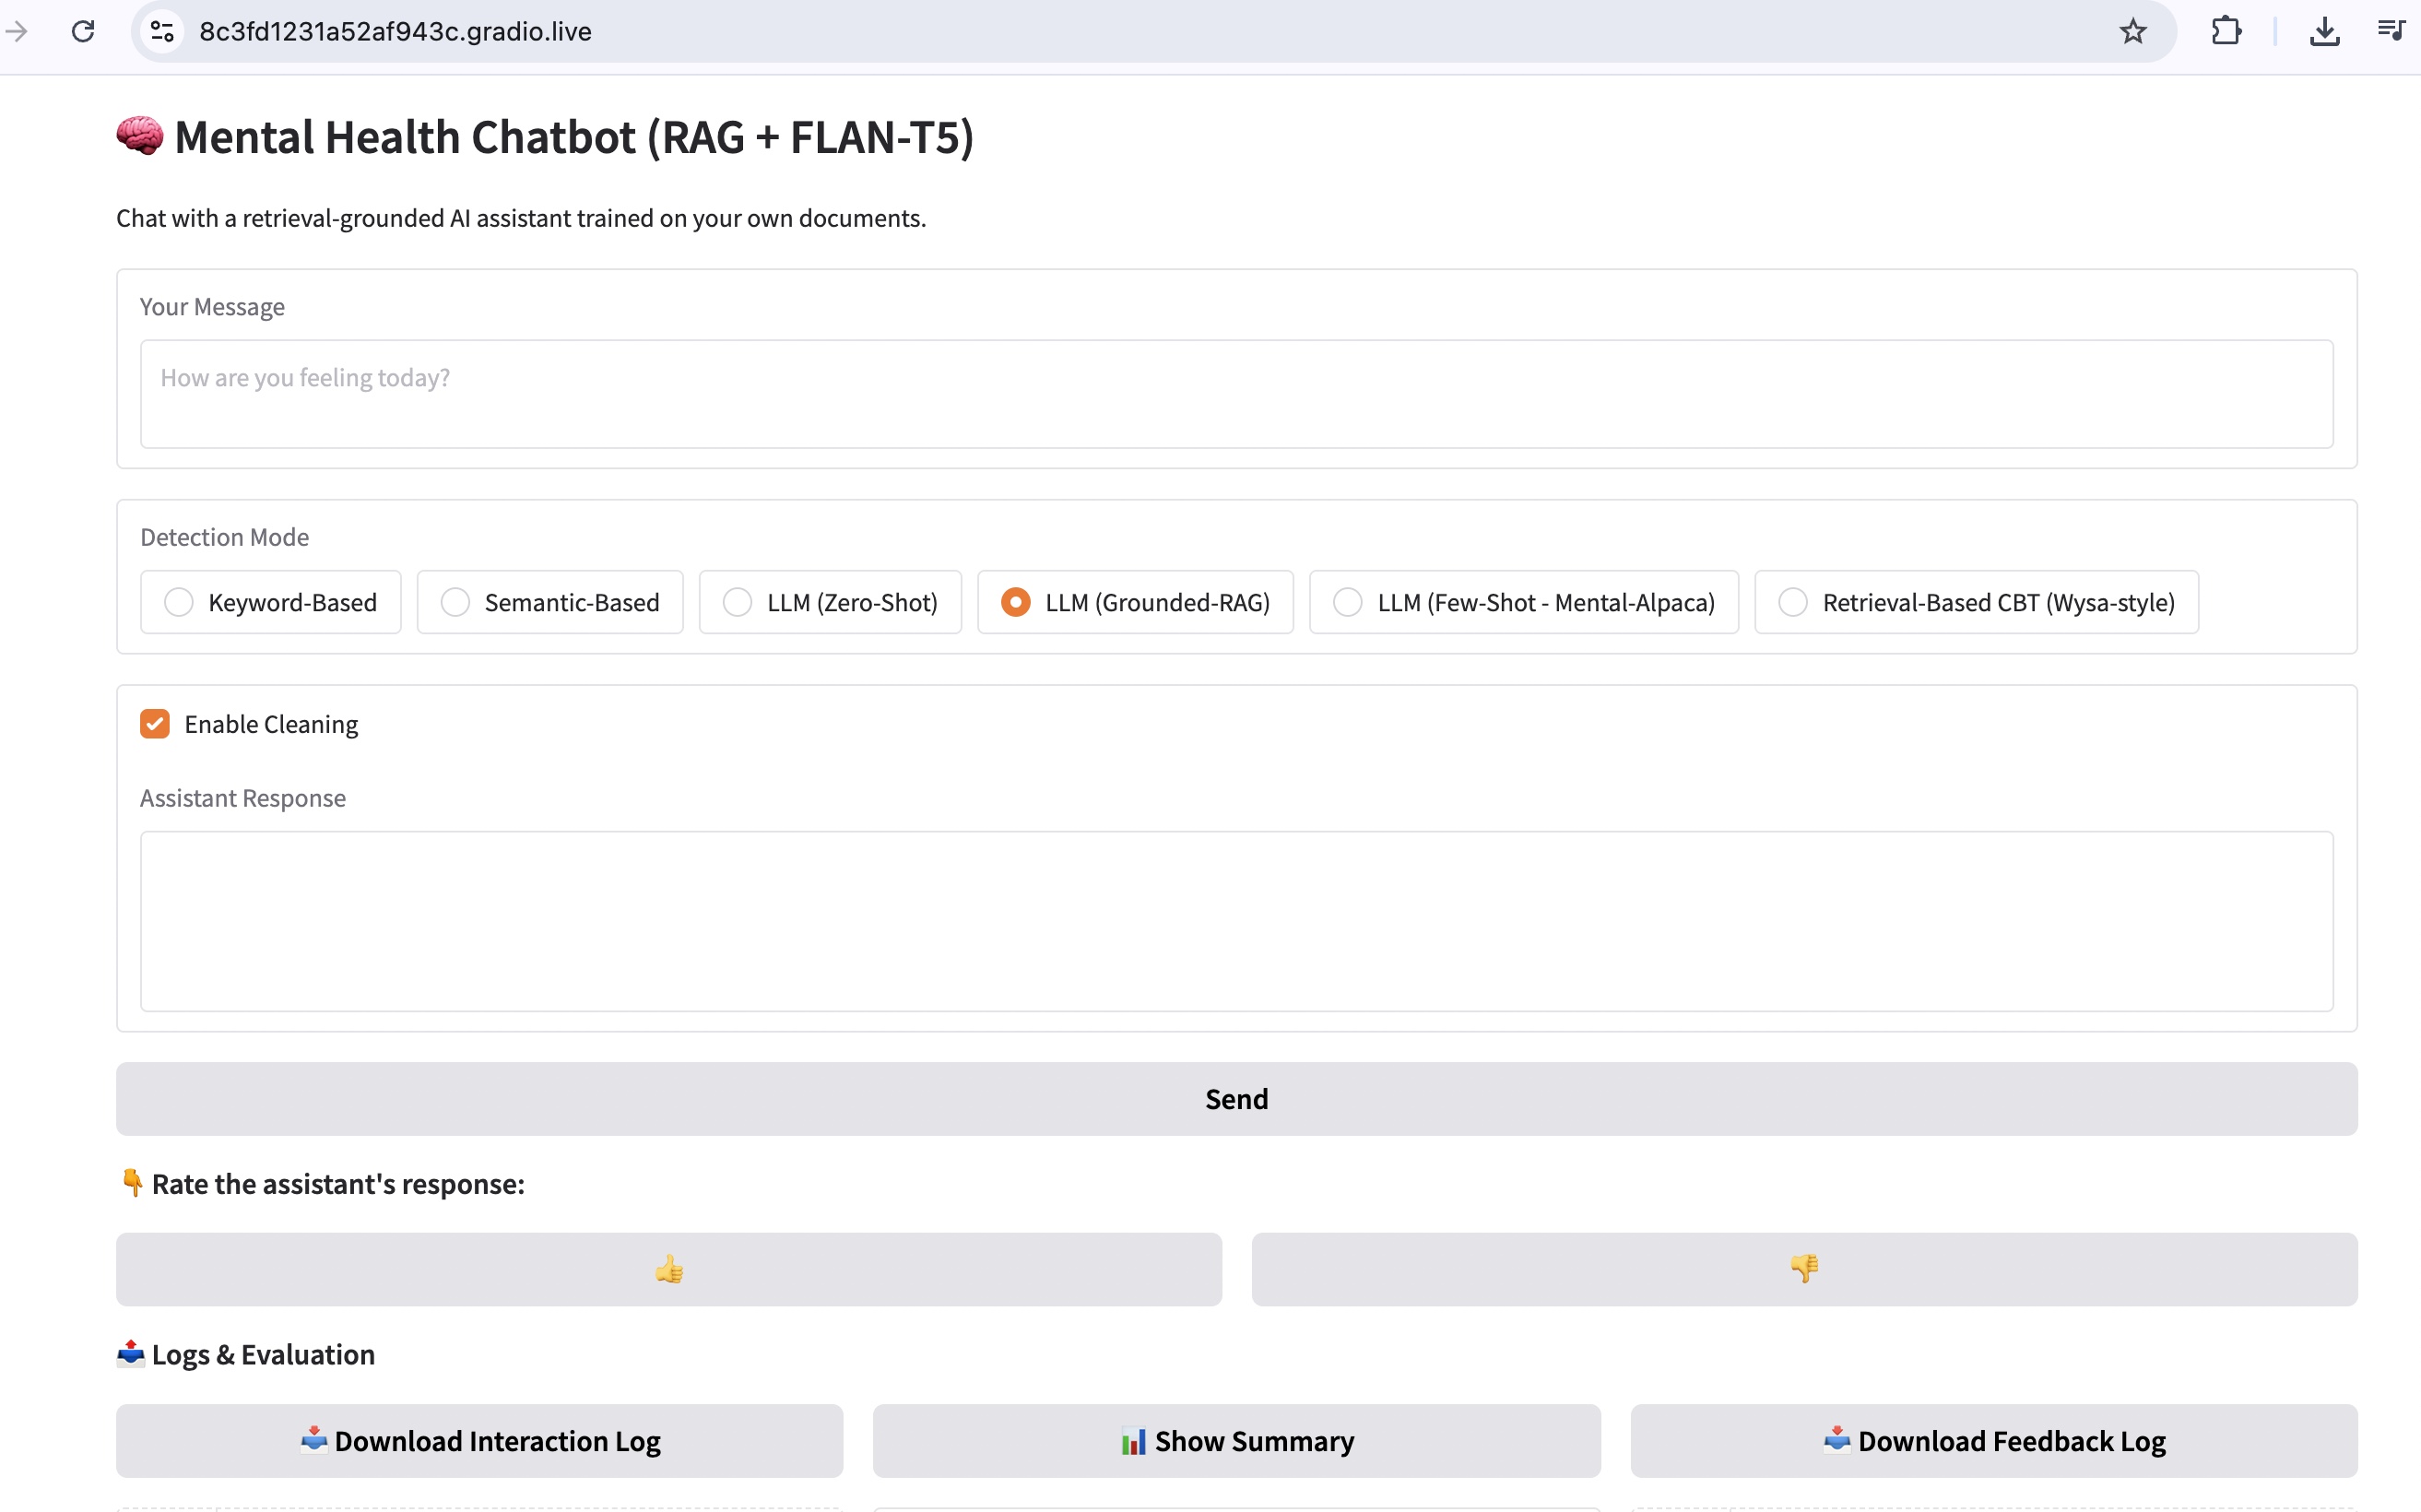 8c3fd1231a52af943c.gradio.live
🧠 Mental Health Chatbot (RAG + FLAN-T5)
Chat with a retrieval-grounded AI assistant trained on your own documents.
Your Message
How are you feeling today?
Detection Mode
Keyword-Based Semantic-Based LLM (Zero-Shot) LLM (Grounded-RAG) LLM (Few-Shot - Mental-Alpaca) Retrieval-Based CBT (Wysa-style)
Enable Cleaning
Assistant Response
Send
👇 Rate the assistant's response:
👍 👎
📤 Logs & Evaluation
📥 Download Interaction Log 📊 Show Summary 📥 Download Feedback Log